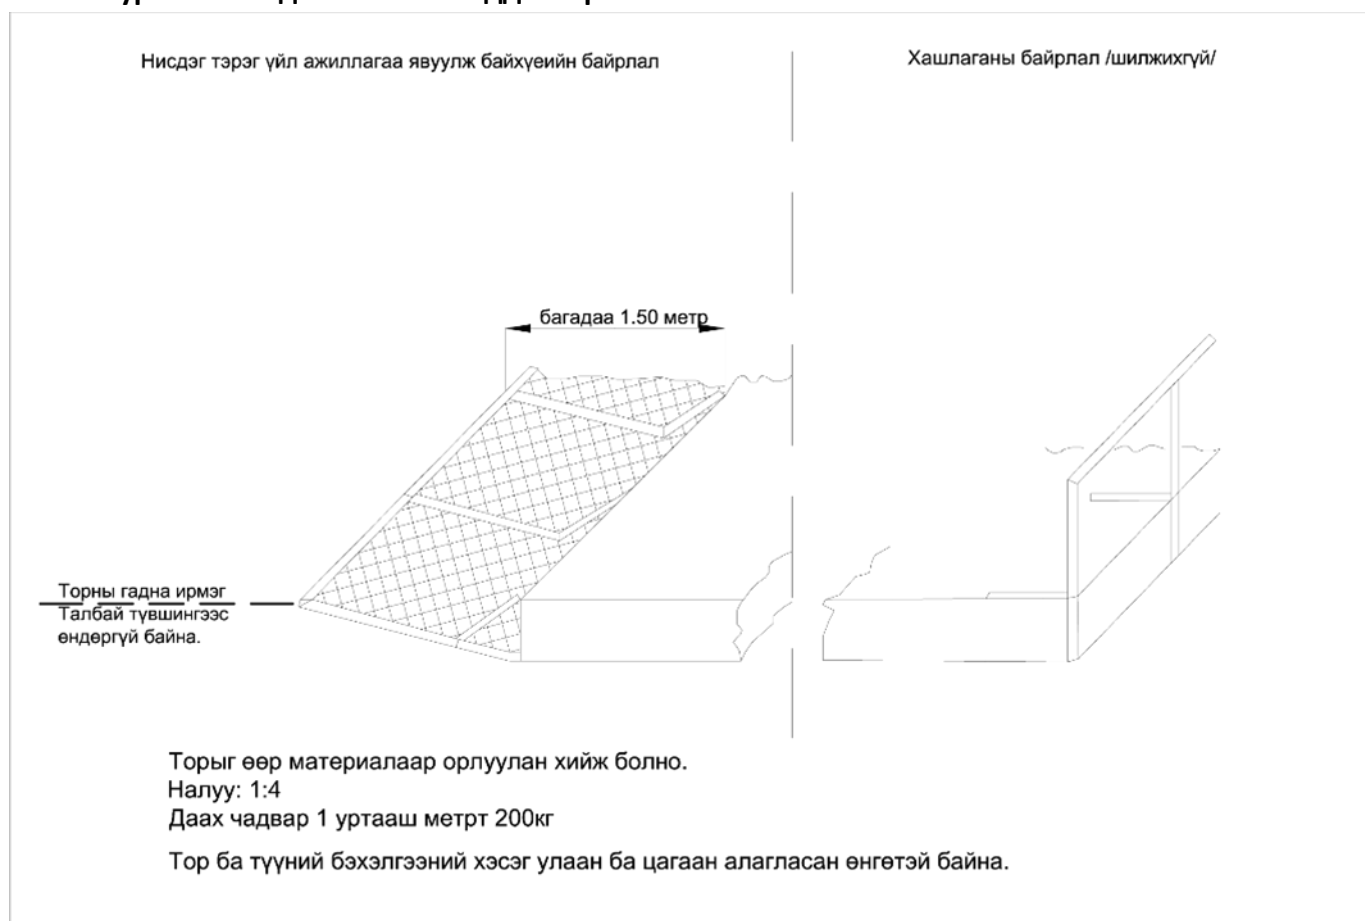 Нисдэг тэрэг үйл ажиллагаа явуулж байхүеийн байрлал
Хашлаганы байрлал /шилжихгүй/
багадаа 1.50 метр
Торны гадна ирмэг
Талбай түвшингээс
өндөргүй байна.
Торыг өөр материалаар орлуулан хийж болно.
Налуу: 1:4
Даах чадвар 1 уртааш метрт 200кг
Тор ба түүний бэхэлгээний хэсэг улаан ба цагаан алагласан өнгөтэй байна.